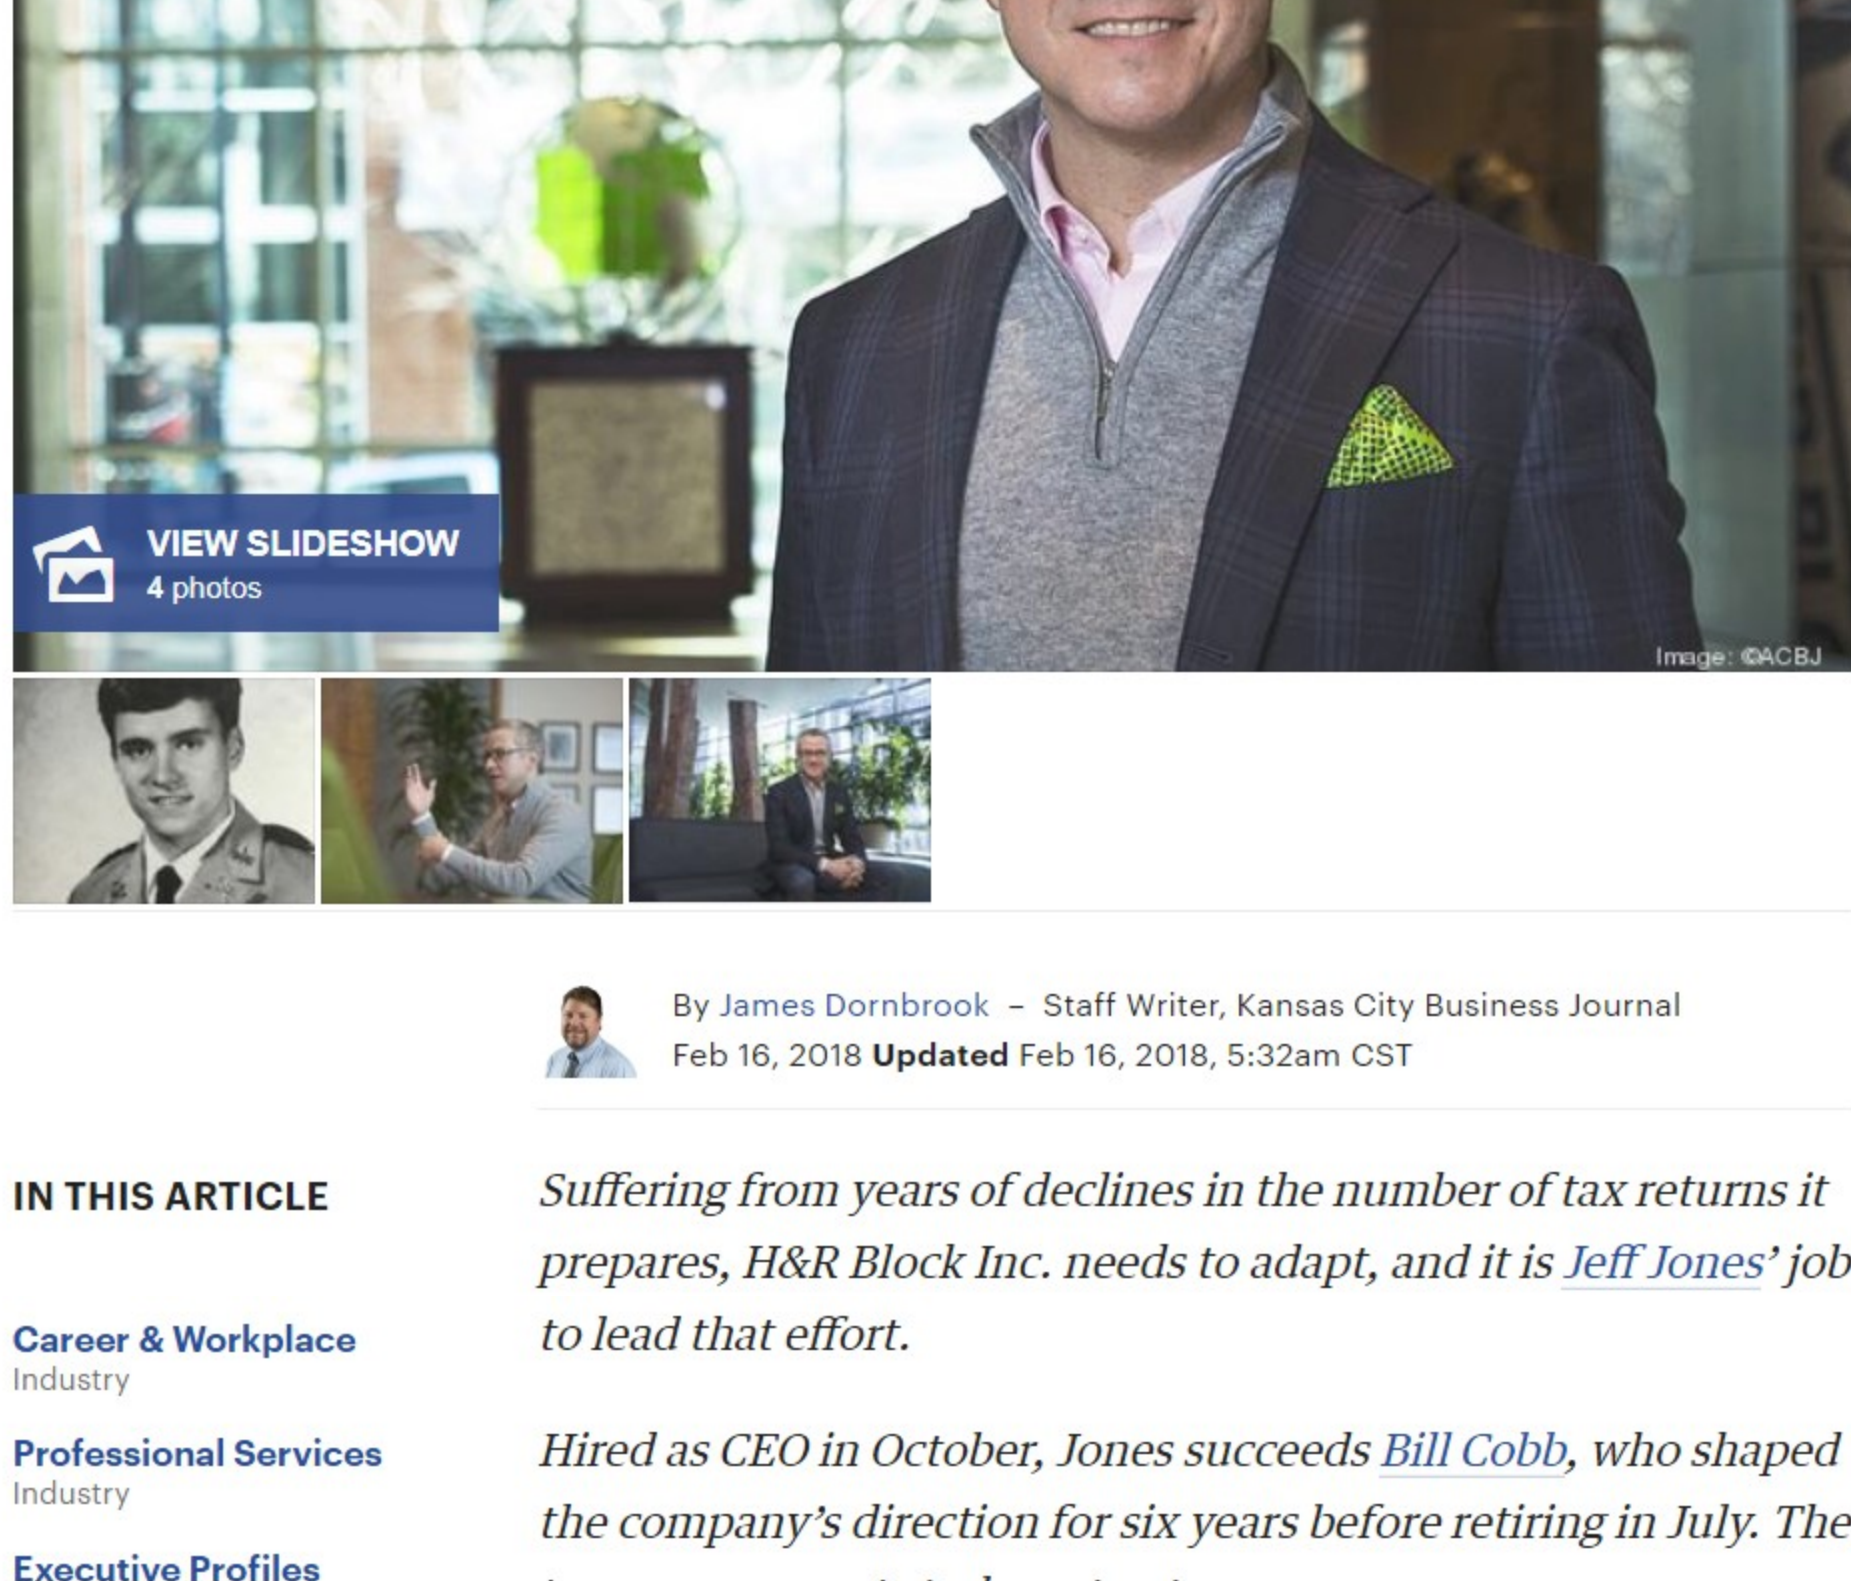 VIEW SLIDESHOW
4 photos
Image: ©ACBJ
By James Dornbrook – Staff Writer, Kansas City Business Journal
Feb 16, 2018 Updated Feb 16, 2018, 5:32am CST
IN THIS ARTICLE
Career & Workplace
Industry
Professional Services
Industry
Executive Profiles
Suffering from years of declines in the number of tax returns it
prepares, H&R Block Inc. needs to adapt, and it is Jeff Jones’ job
to lead that effort.
Hired as CEO in October, Jones succeeds Bill Cobb, who shaped
the company’s direction for six years before retiring in July. The